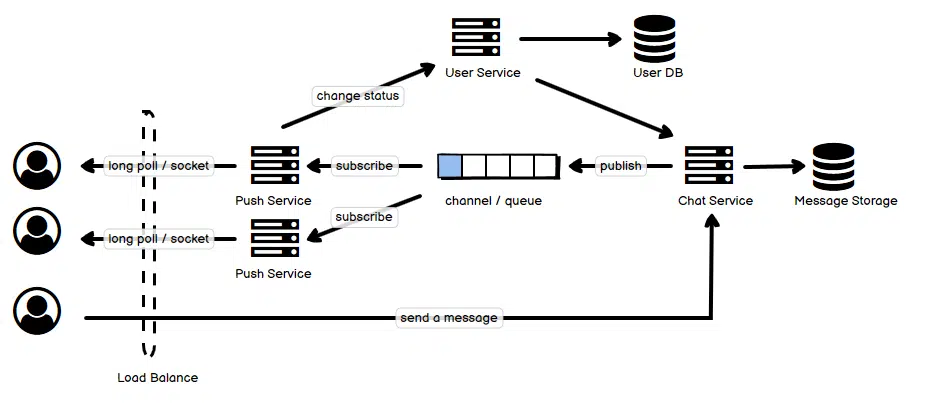 User Service
User DB
change status
long poll / socket
subscribe
publish
Push Service
channel / queue
Chat Service
Message Storage
subscribe
long poll / socket
Push Service
send a message
Load Balance